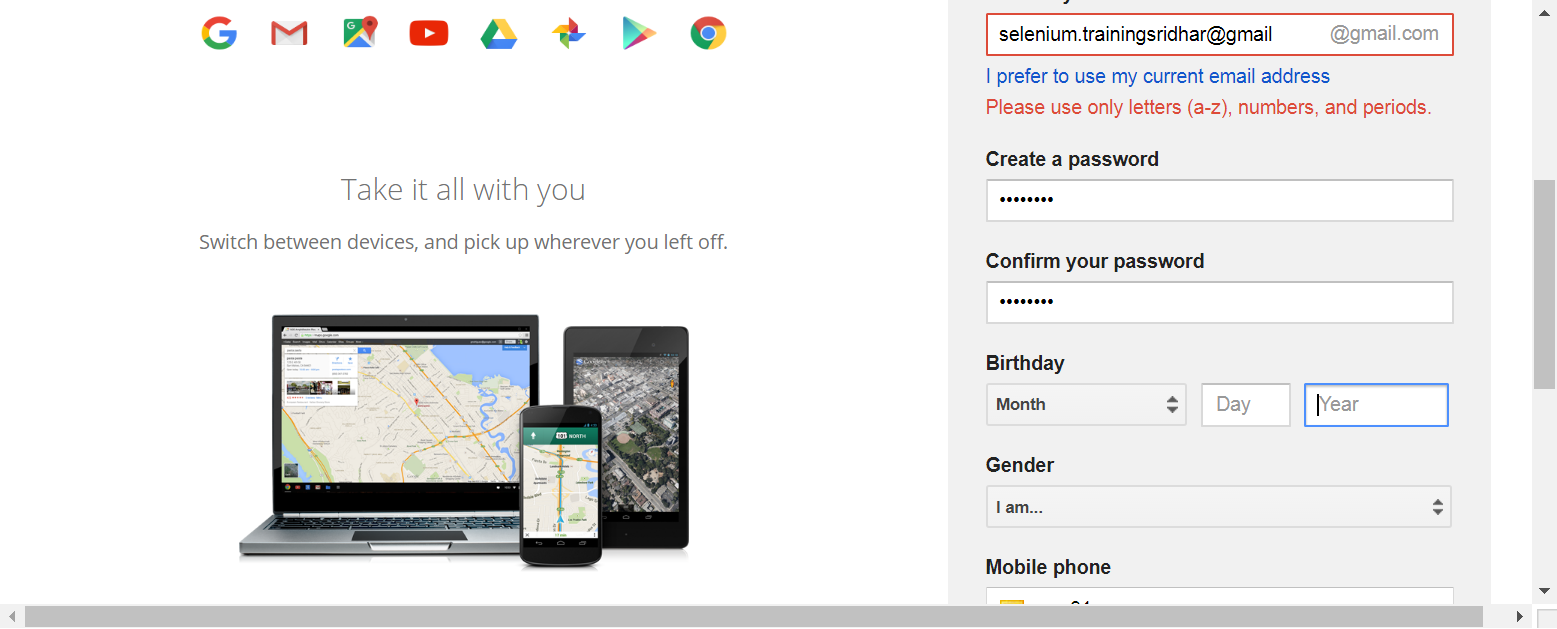 selenium.trainingsridhar@gmail @gmail.com
I prefer to use my current email address
Please use only letters (a-z), numbers, and periods.
Create a password
••••••••
Confirm your password
••••••••
Birthday
Month Day Year
Gender
I am...
Mobile phone
Take it all with you
Switch between devices, and pick up wherever you left off.
101 NORTH